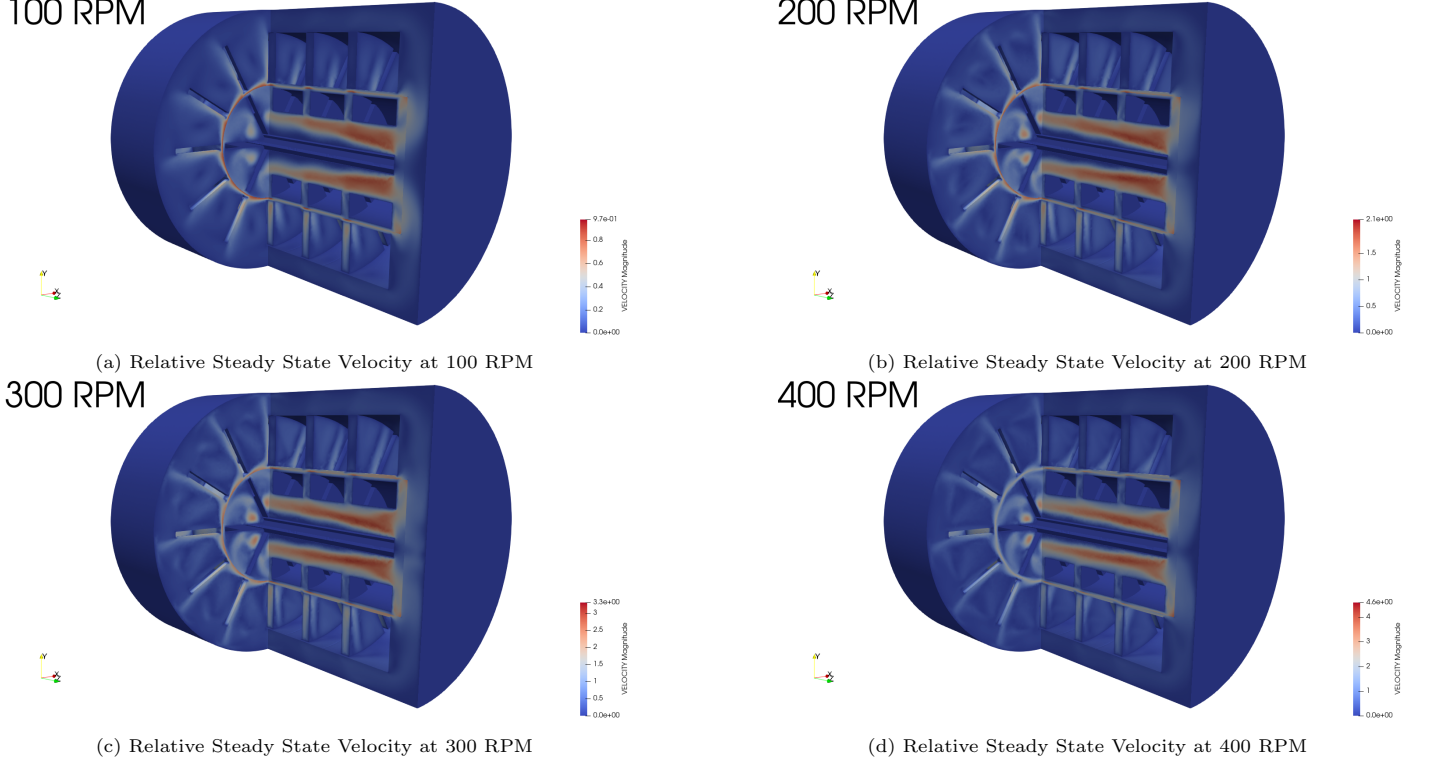 100 RPM
200 RPM
9.7e-01
0.8
0.6
0.4
0.2
0.0e+00
VELOCITY Magnitude
Y
X
Z
2.1e+00
1.5
1
0.5
0.0e+00
VELOCITY Magnitude
Y
X
Z
(a) Relative Steady State Velocity at 100 RPM
(b) Relative Steady State Velocity at 200 RPM
300 RPM
400 RPM
3.3e+00
3
2.5
2
1.5
1
0.5
0.0e+00
VELOCITY Magnitude
Y
X
Z
4.6e+00
4
3
2
1
0.0e+00
VELOCITY Magnitude
Y
X
Z
(c) Relative Steady State Velocity at 300 RPM
(d) Relative Steady State Velocity at 400 RPM